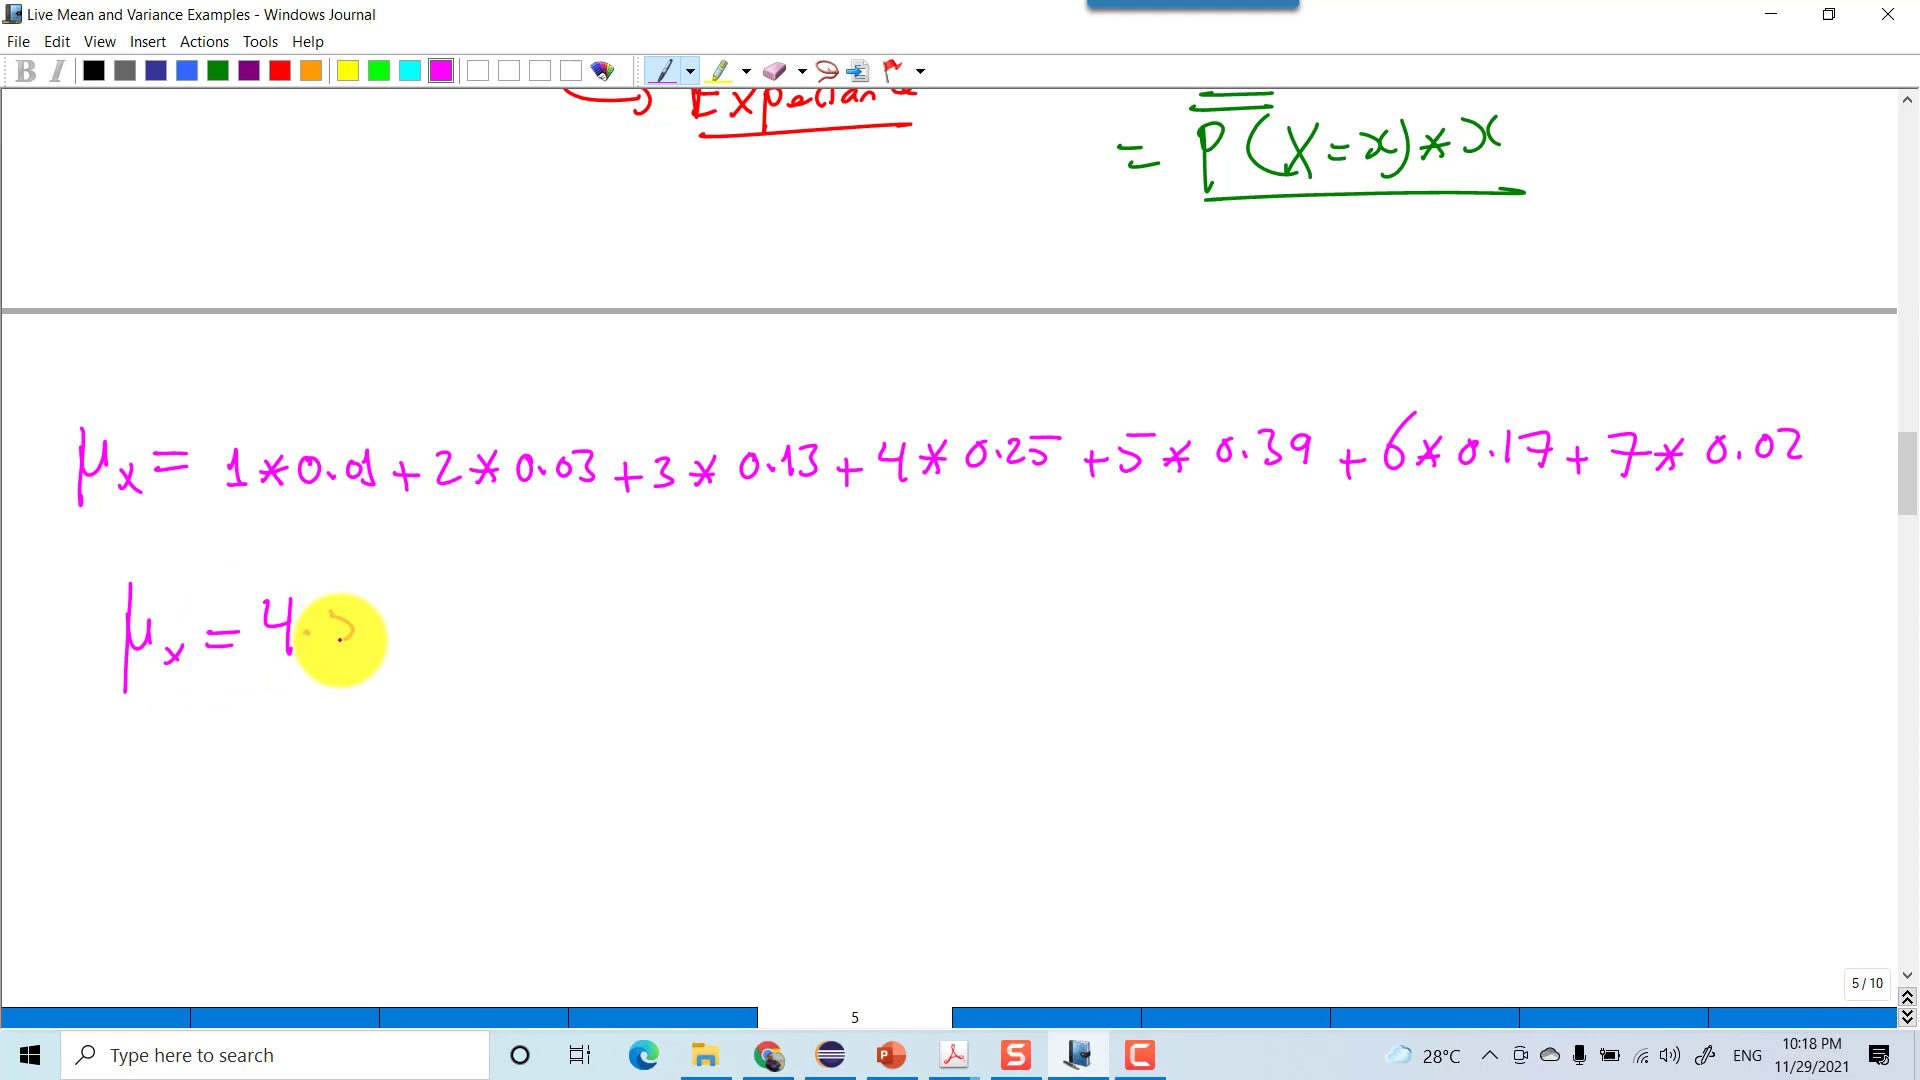 Live Mean and Variance Examples - Windows Journal
File Edit View Insert Actions Tools Help
B I
= P(X=x)*x
μx = 1*0.01+2*0.03+3*0.13+4*0.25+5*0.39+6*0.17+7*0.02
μx = 4.
5 / 10
5
Type here to search
28°C
ENG
10:18 PM
11/29/2021